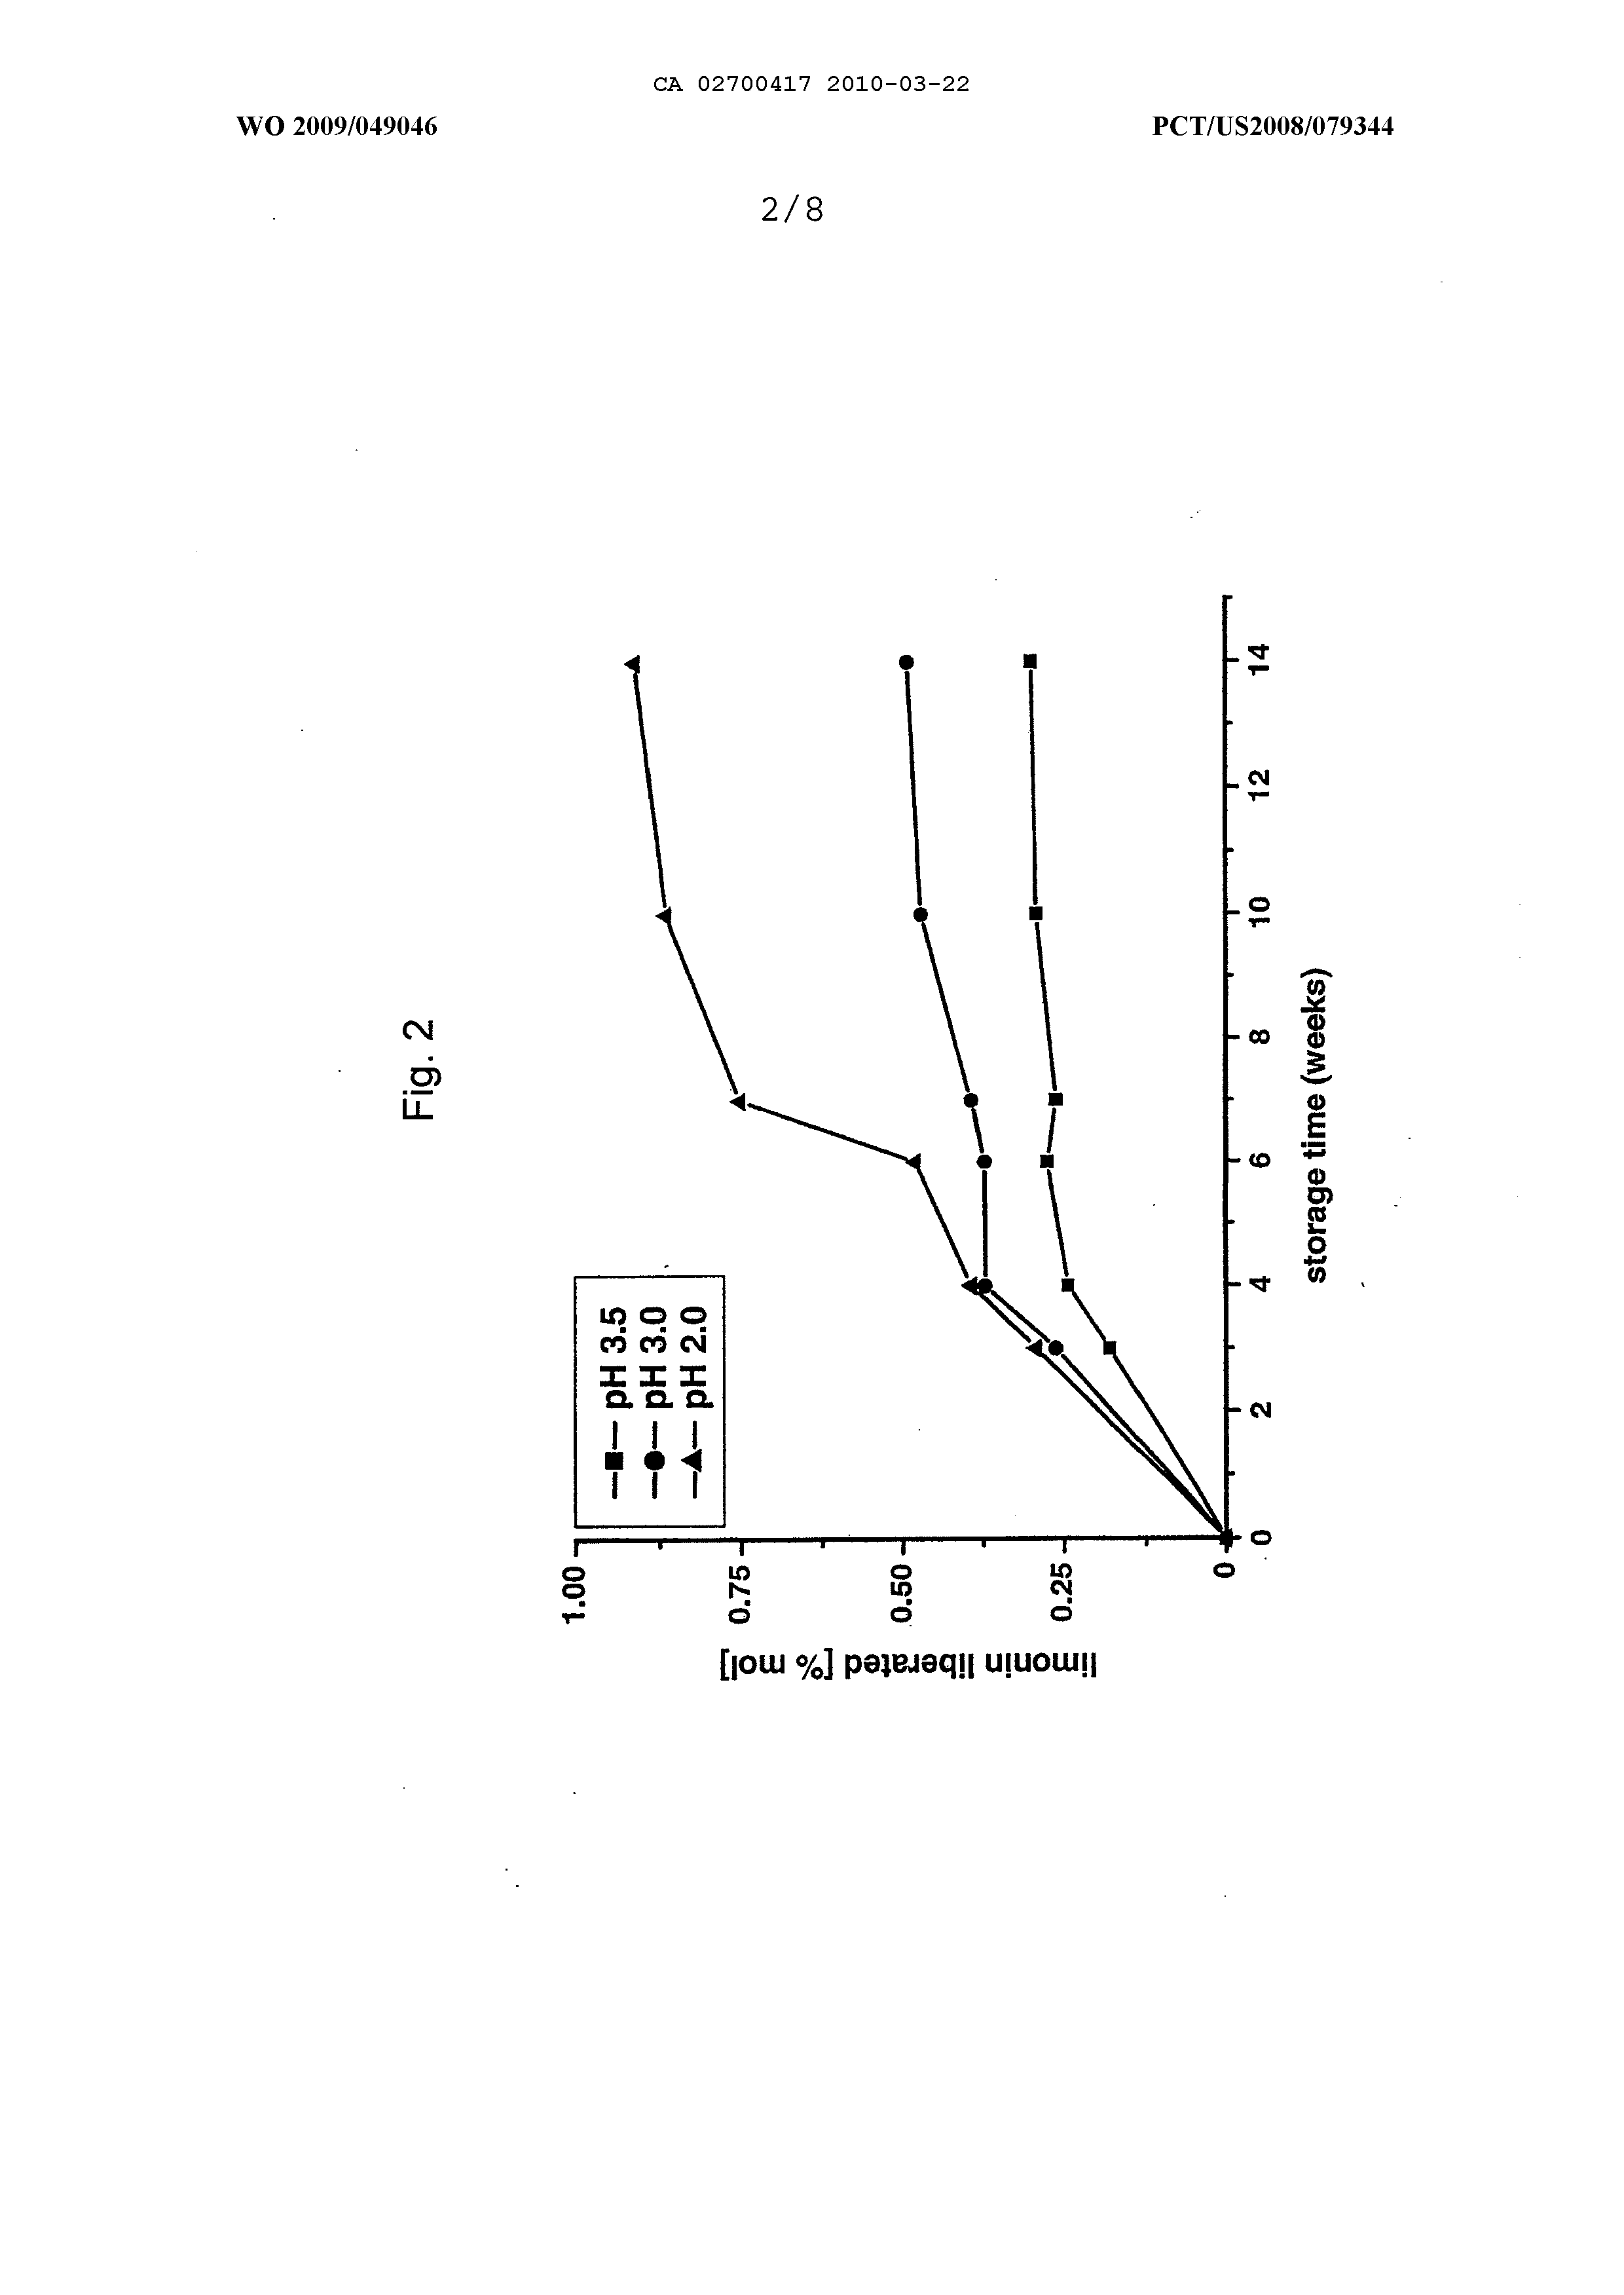 CA 02700417 2010-03-22
WO 2009/049046
PCT/US2008/079344
2/8
Fig. 2
1.00
0.75
0.50
0.25
0
limonin liberated [% mol]
pH 3.5
pH 3.0
pH 2.0
0
2
4
6
8
10
12
14
storage time (weeks)